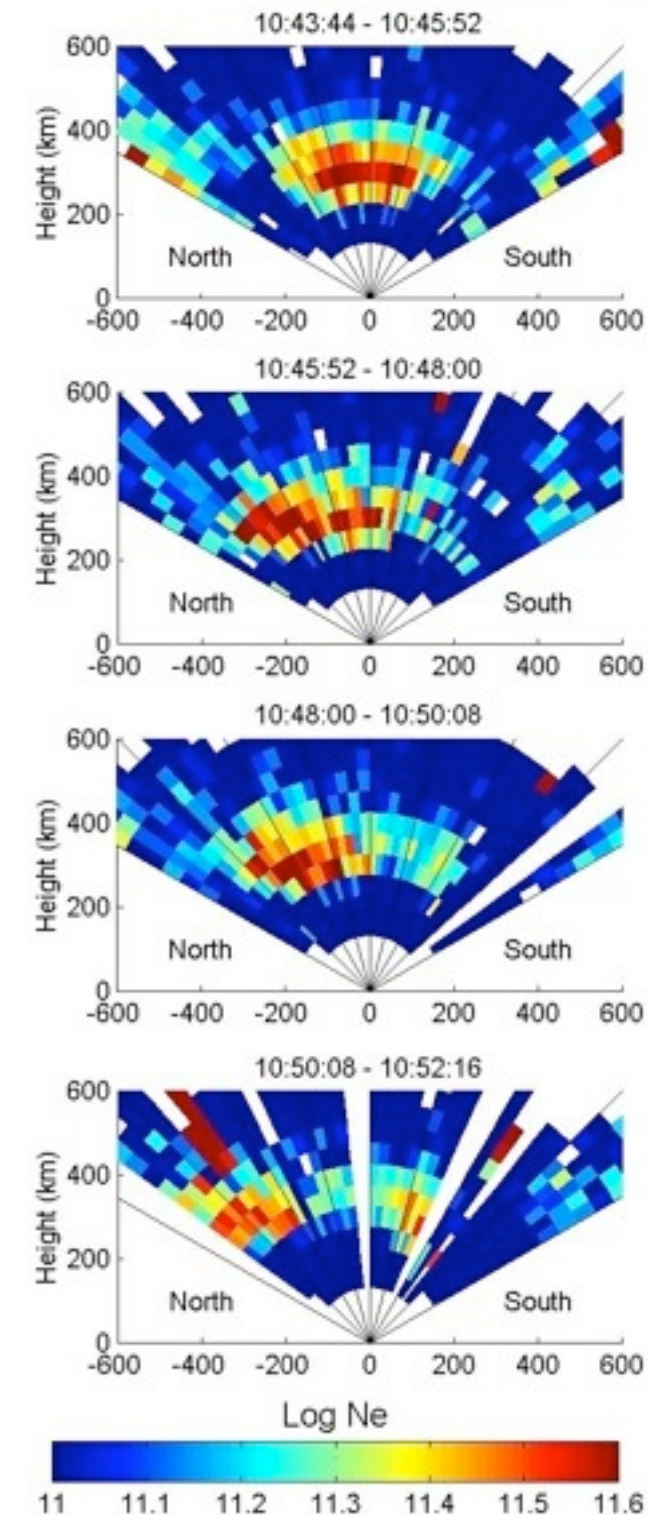 10:43:44 - 10:45:52
600
400
200
0
Height (km)
North
South
-600 -400 -200 0 200 400 600
10:45:52 - 10:48:00
600
400
200
0
Height (km)
North
South
-600 -400 -200 0 200 400 600
10:48:00 - 10:50:08
600
400
200
0
Height (km)
North
South
-600 -400 -200 0 200 400 600
10:50:08 - 10:52:16
600
400
200
0
Height (km)
North
South
-600 -400 -200 0 200 400 600
Log Ne
11 11.1 11.2 11.3 11.4 11.5 11.6